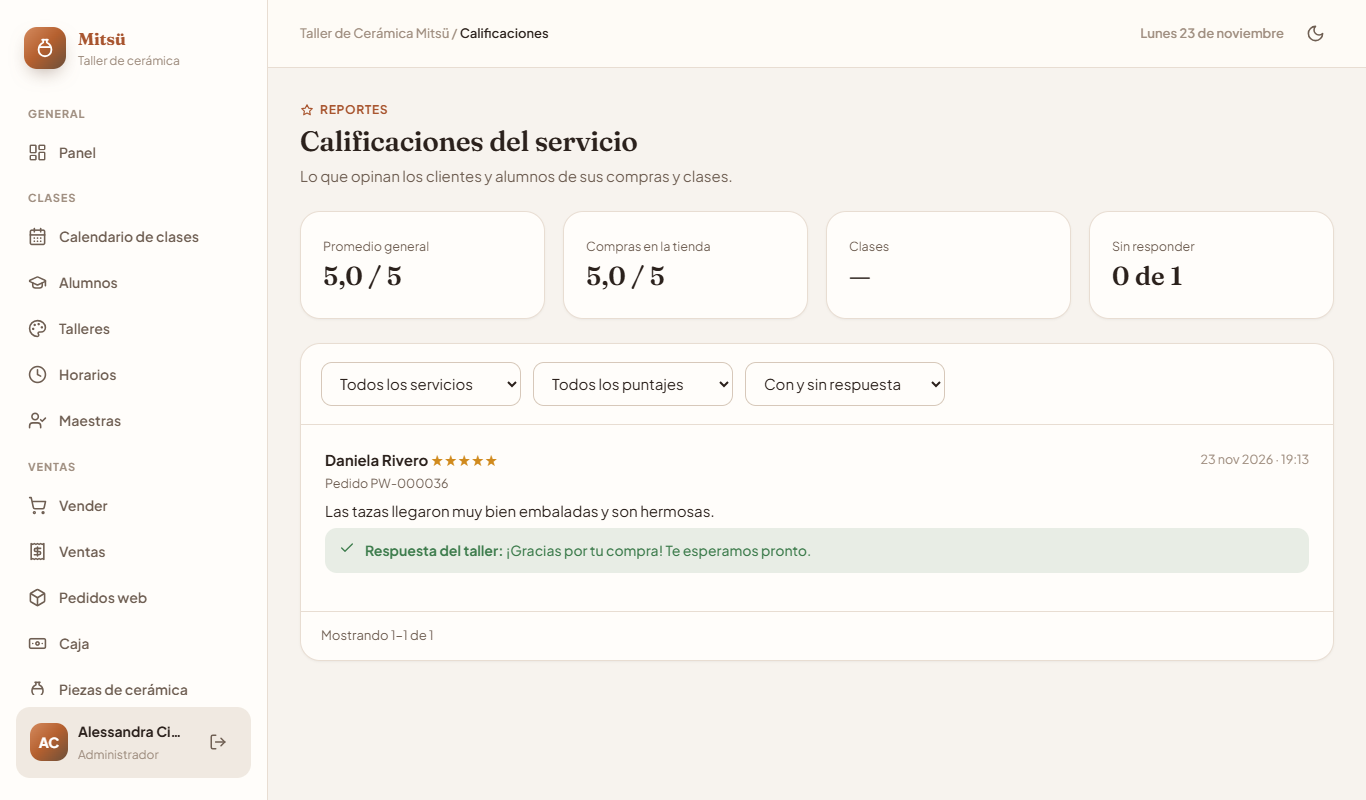 Mitsü
Taller de cerámica
GENERAL
Panel
CLASES
Calendario de clases
Alumnos
Talleres
Horarios
Maestras
VENTAS
Vender
Ventas
Pedidos web
Caja
Piezas de cerámica
AC
Alessandra Ci...
Administrador
Taller de Cerámica Mitsü / Calificaciones
Lunes 23 de noviembre
REPORTES
Calificaciones del servicio
Lo que opinan los clientes y alumnos de sus compras y clases.
Promedio general
5,0 / 5
Compras en la tienda
5,0 / 5
Clases
—
Sin responder
0 de 1
Todos los servicios
Todos los puntajes
Con y sin respuesta
Daniela Rivero ★★★★★
23 nov 2026 · 19:13
Pedido PW-000036
Las tazas llegaron muy bien embaladas y son hermosas.
Respuesta del taller: ¡Gracias por tu compra! Te esperamos pronto.
Mostrando 1–1 de 1